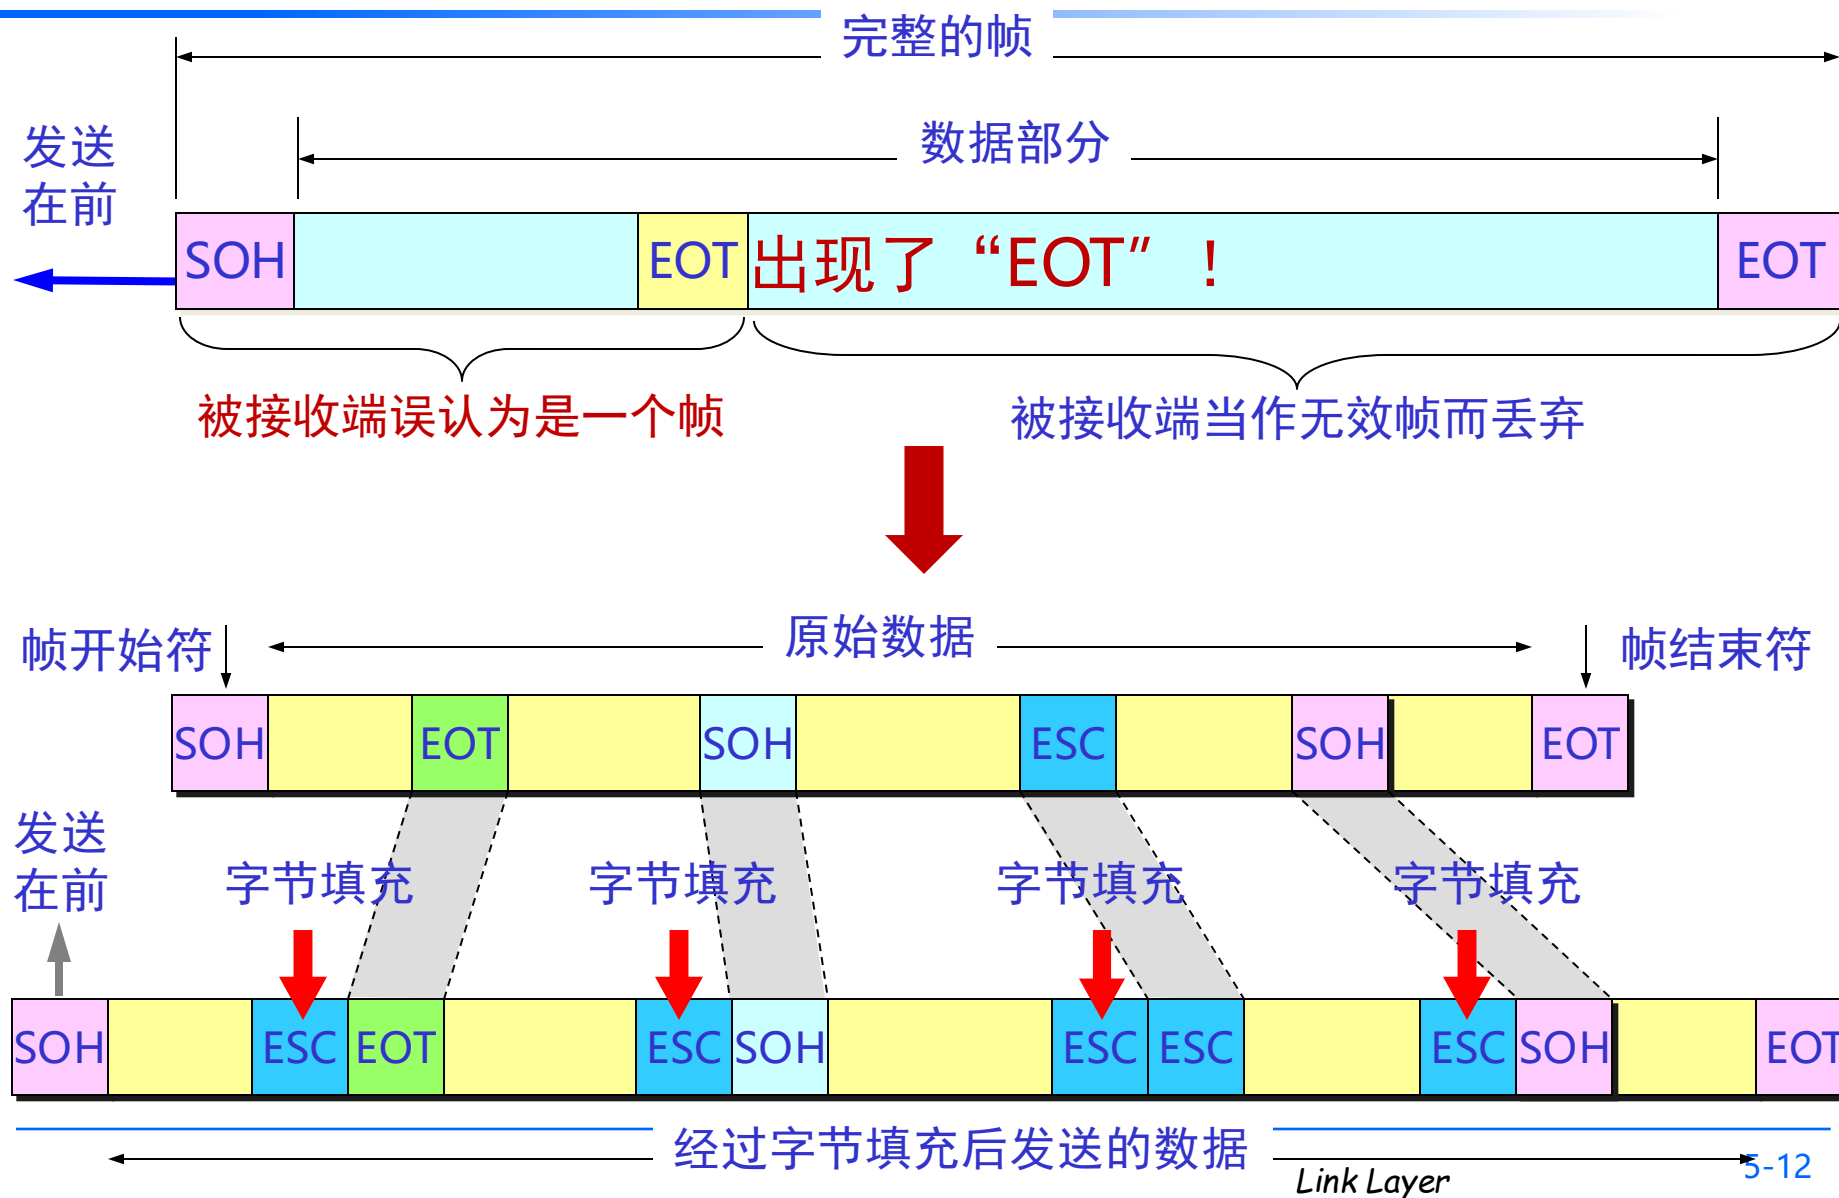 完整的帧
数据部分
发送
在前
SOH
EOT
出现了“EOT”！
EOT
被接收端误认为是一个帧
被接收端当作无效帧而丢弃
帧开始符
原始数据
帧结束符
SOH
EOT
SOH
ESC
SOH
EOT
发送
在前
字节填充
字节填充
字节填充
字节填充
SOH
ESC
EOT
ESC
SOH
ESC
ESC
ESC
SOH
EOT
经过字节填充后发送的数据
Link Layer
5-12